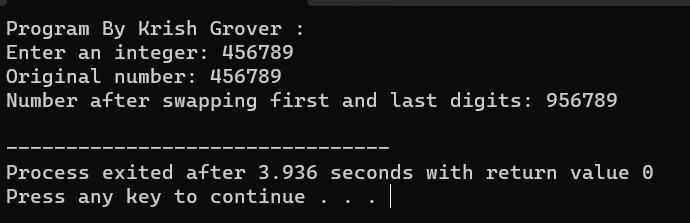 Program By Krish Grover :
Enter an integer: 456789
Original number: 456789
Number after swapping first and last digits: 956789

--------------------------------
Process exited after 3.936 seconds with return value 0
Press any key to continue . . .